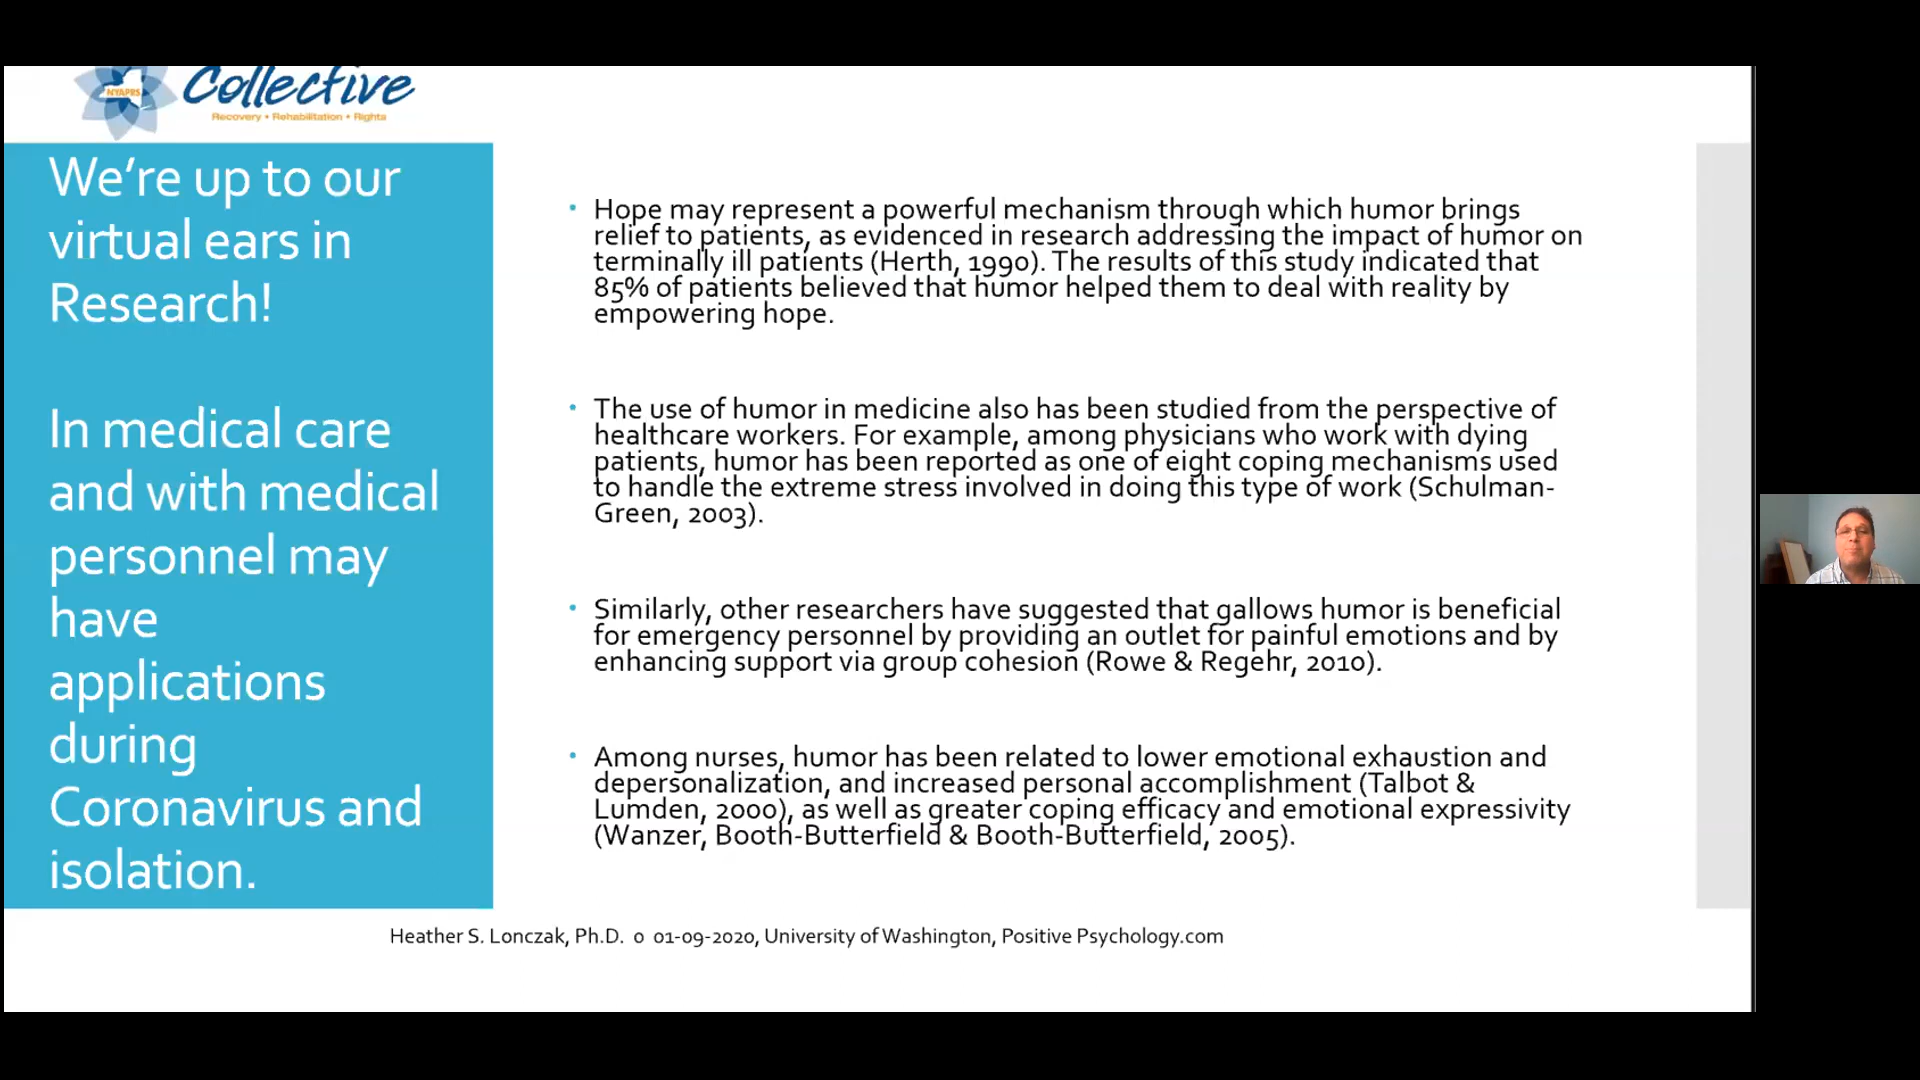 NYAPRS
Collective
Recovery • Rehabilitation • Rights
We’re up to our
virtual ears in
Research!
In medical care
and with medical
personnel may
have
applications
during
Coronavirus and
isolation.
• Hope may represent a powerful mechanism through which humor brings
relief to patients, as evidenced in research addressing the impact of humor on
terminally ill patients (Herth, 1990). The results of this study indicated that
85% of patients believed that humor helped them to deal with reality by
empowering hope.
• The use of humor in medicine also has been studied from the perspective of
healthcare workers. For example, among physicians who work with dying
patients, humor has been reported as one of eight coping mechanisms used
to handle the extreme stress involved in doing this type of work (Schulman-
Green, 2003).
• Similarly, other researchers have suggested that gallows humor is beneficial
for emergency personnel by providing an outlet for painful emotions and by
enhancing support via group cohesion (Rowe & Regehr, 2010).
• Among nurses, humor has been related to lower emotional exhaustion and
depersonalization, and increased personal accomplishment (Talbot &
Lumden, 2000), as well as greater coping efficacy and emotional expressivity
(Wanzer, Booth-Butterfield & Booth-Butterfield, 2005).
Heather S. Lonczak, Ph.D. o 01-09-2020, University of Washington, Positive Psychology.com